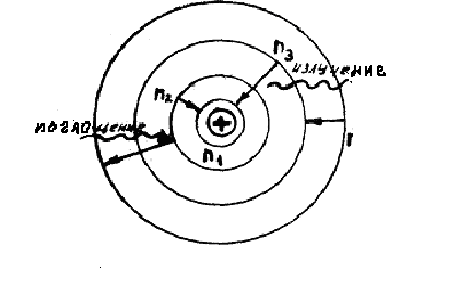 n₃
излучение
n₂
поглощение
n₁
+